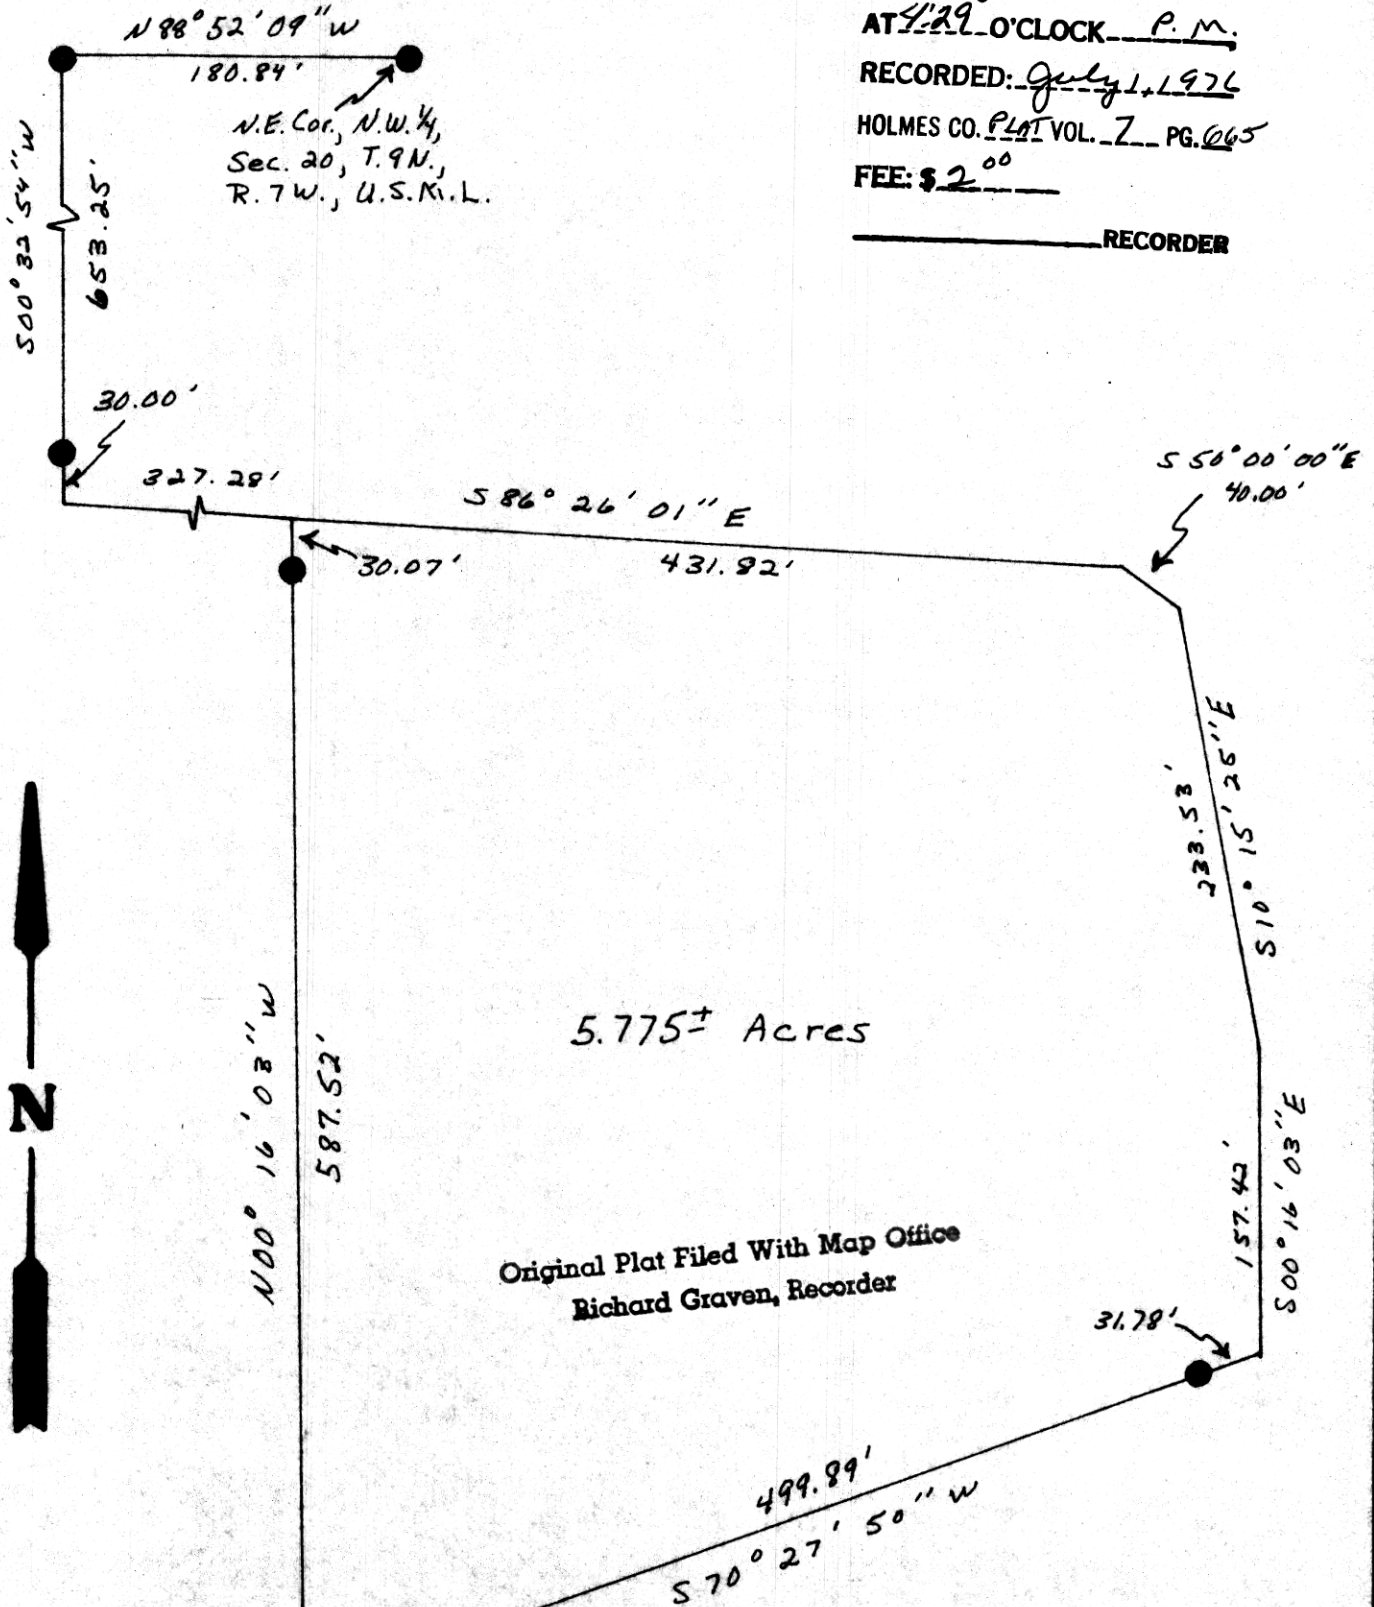 AT 4:29 O'CLOCK P. M.
RECORDED: July 1, 1976
HOLMES CO. PLAT VOL. 7 PG. 665
FEE: $ 2 00
RECORDER
N 88° 52' 09" W
180.84'
N.E. Cor., N.W. 1/4,
Sec. 20, T. 9 N.,
R. 7 W., U.S.M.L.
S 00° 32' 54" W
653.25'
30.00'
327.28'
S 86° 26' 01" E
S 50° 00' 00" E
40.00'
30.07'
431.82'
233.53'
S 10° 15' 25" E
N
5.775± Acres
N 00° 16' 03" W
587.52'
157.42'
S 00° 16' 03" E
Original Plat Filed With Map Office
Richard Graven, Recorder
31.78'
499.89'
S 70° 27' 50" W